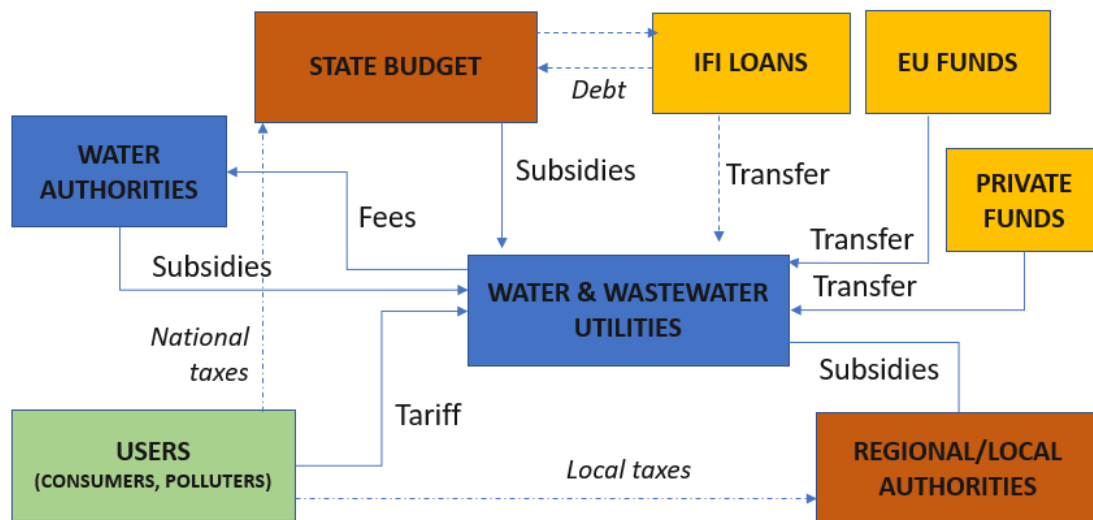 STATE BUDGET
IFI LOANS
EU FUNDS
Debt
WATER
AUTHORITIES
Subsidies
Transfer
PRIVATE
FUNDS
Fees
Transfer
Subsidies
WATER & WASTEWATER
UTILITIES
Transfer
National
taxes
Subsidies
Tariff
USERS
(CONSUMERS, POLLUTERS)
Local taxes
REGIONAL/LOCAL
AUTHORITIES